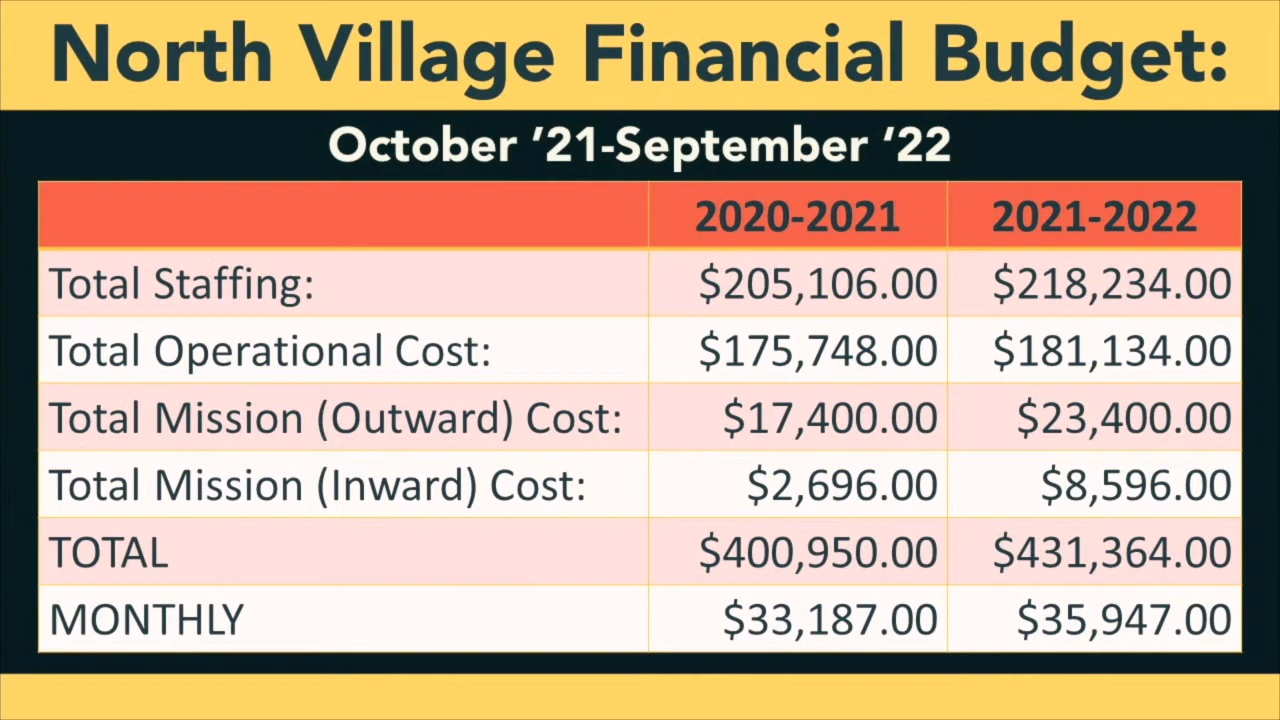 North Village Financial Budget:
October ’21-September ‘22
2020-2021 2021-2022
Total Staffing: $205,106.00 $218,234.00
Total Operational Cost: $175,748.00 $181,134.00
Total Mission (Outward) Cost: $17,400.00 $23,400.00
Total Mission (Inward) Cost: $2,696.00 $8,596.00
TOTAL $400,950.00 $431,364.00
MONTHLY $33,187.00 $35,947.00